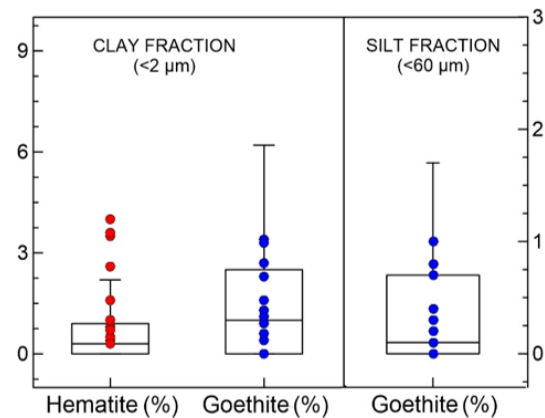 CLAY FRACTION
(<2 µm)
SILT FRACTION
(<60 µm)
9
6
3
0
3
2
1
0
Hematite (%)
Goethite (%)
Goethite (%)